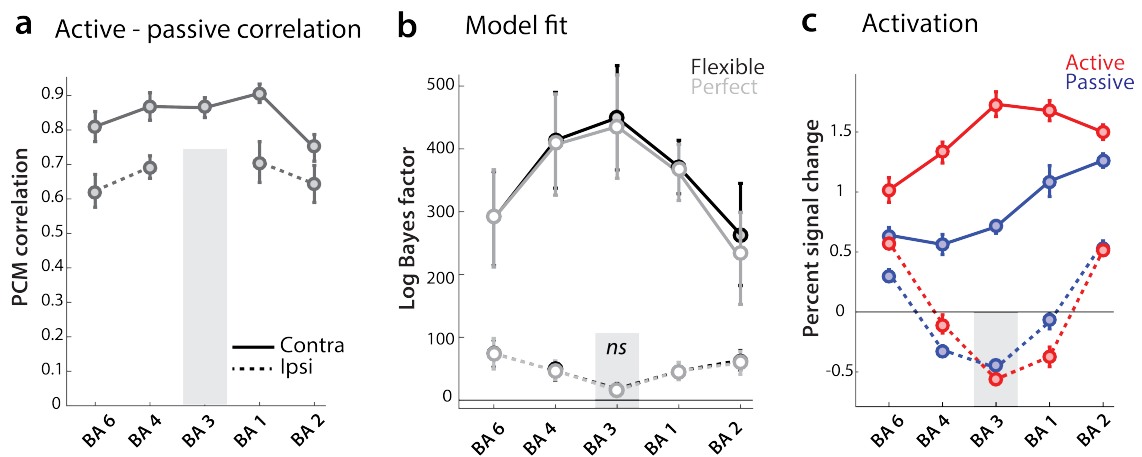 a Active - passive correlation
PCM correlation
0.9
0.8
0.7
0.6
0.5
0.4
0.3
0.2
0.1
0
Contra
Ipsi
BA 6 BA 4 BA 3 BA 1 BA 2
b Model fit
Flexible
Perfect
Log Bayes factor
500
400
300
200
100
0
ns
BA 6 BA 4 BA 3 BA 1 BA 2
c Activation
Active
Passive
Percent signal change
1.5
1
0.5
0
-0.5
BA 6 BA 4 BA 3 BA 1 BA 2